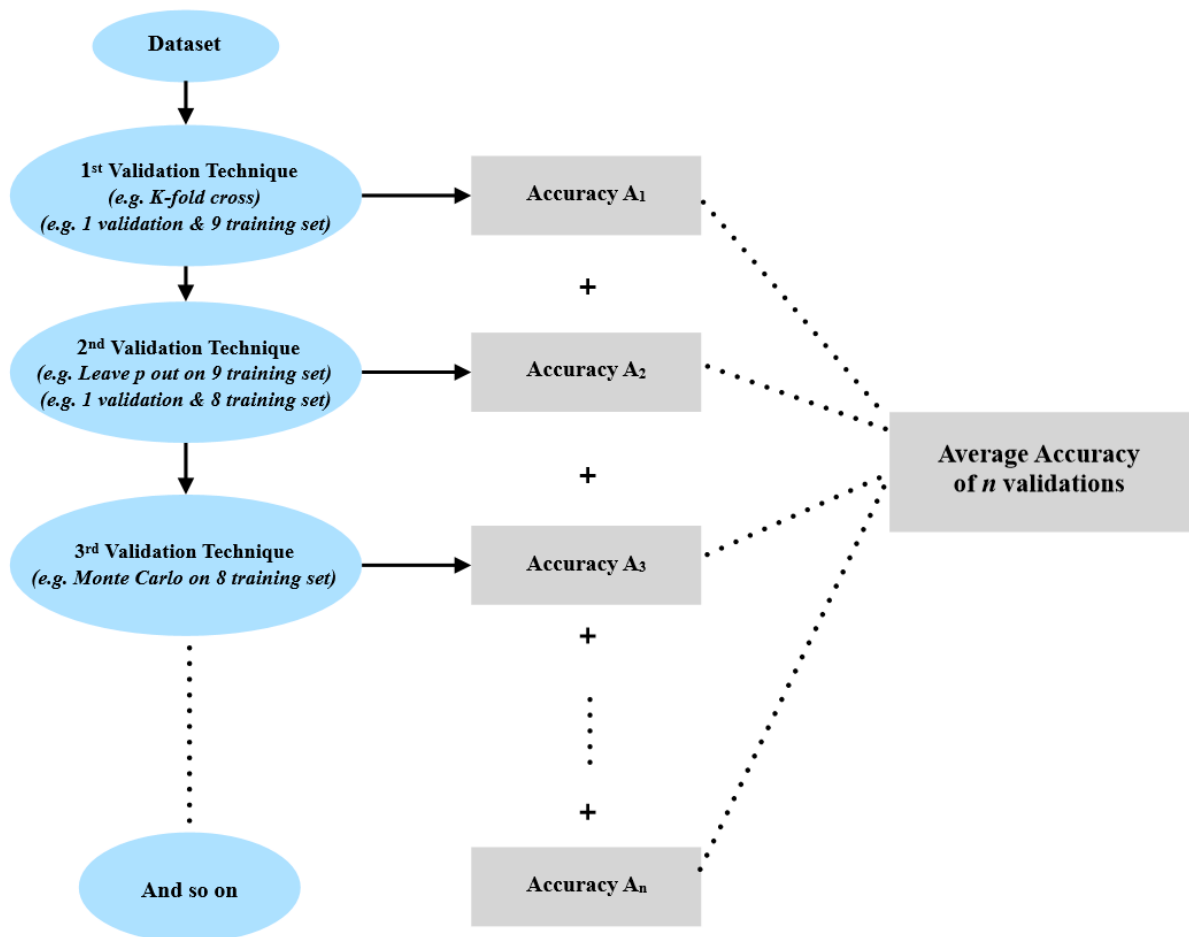 Dataset
1st Validation Technique
(e.g. K-fold cross)
(e.g. 1 validation & 9 training set)
Accuracy A1
+
2nd Validation Technique
(e.g. Leave p out on 9 training set)
(e.g. 1 validation & 8 training set)
Accuracy A2
+
3rd Validation Technique
(e.g. Monte Carlo on 8 training set)
Accuracy A3
+
+
And so on
Accuracy An
Average Accuracy
of n validations